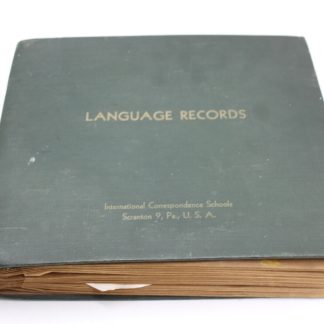 LANGUAGE RECORDS
International Correspondence Schools
Scranton 9, Pa., U. S. A.